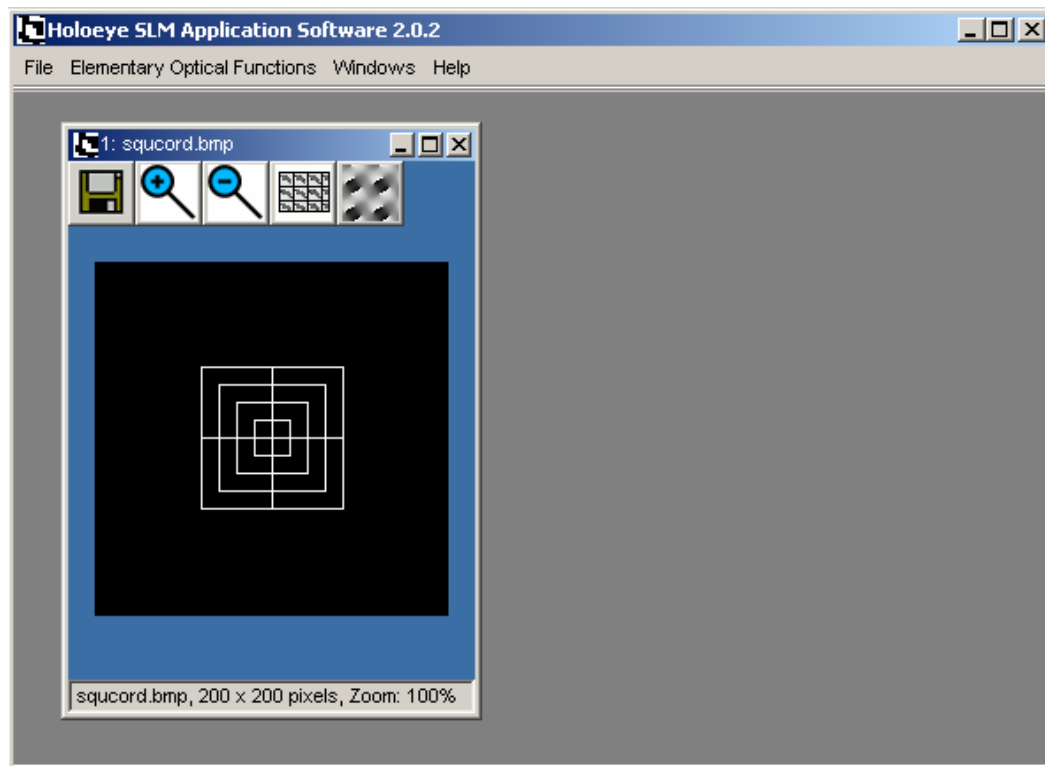 Holoeye SLM Application Software 2.0.2
File Elementary Optical Functions Windows Help
1: squcord.bmp
squcord.bmp, 200 x 200 pixels, Zoom: 100%